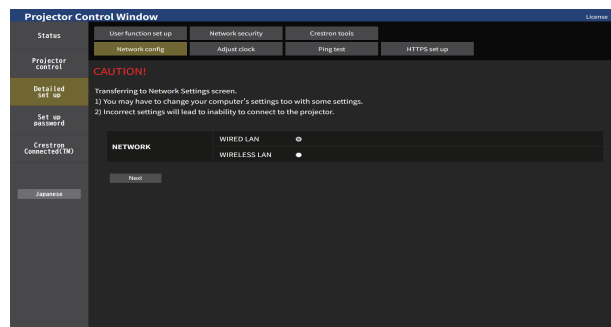 Projector Control Window
License
Status
User function set up
Network security
Crestron tools
Network config
Adjust clock
Ping test
HTTPS set up
Projector
control
Detailed
set up
Set up
password
Crestron
Connected(TM)
Japanese
CAUTION!
Transferring to Network Settings screen.
1) You may have to change your computer's settings too with some settings.
2) Incorrect settings will lead to inability to connect to the projector.
NETWORK
WIRED LAN
WIRELESS LAN
Next